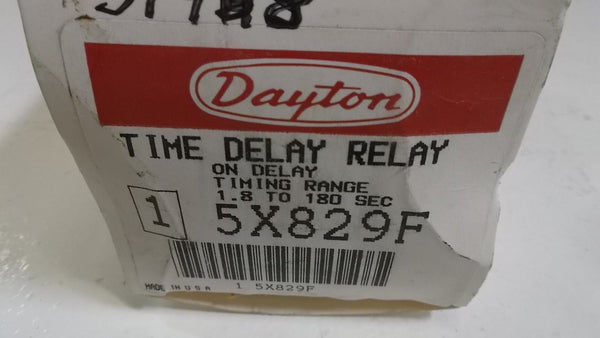 Dayton
TIME DELAY RELAY
ON DELAY
TIMING RANGE
1.8 TO 180 SEC
1 5X829F
MADE IN U S A 1 5X829F